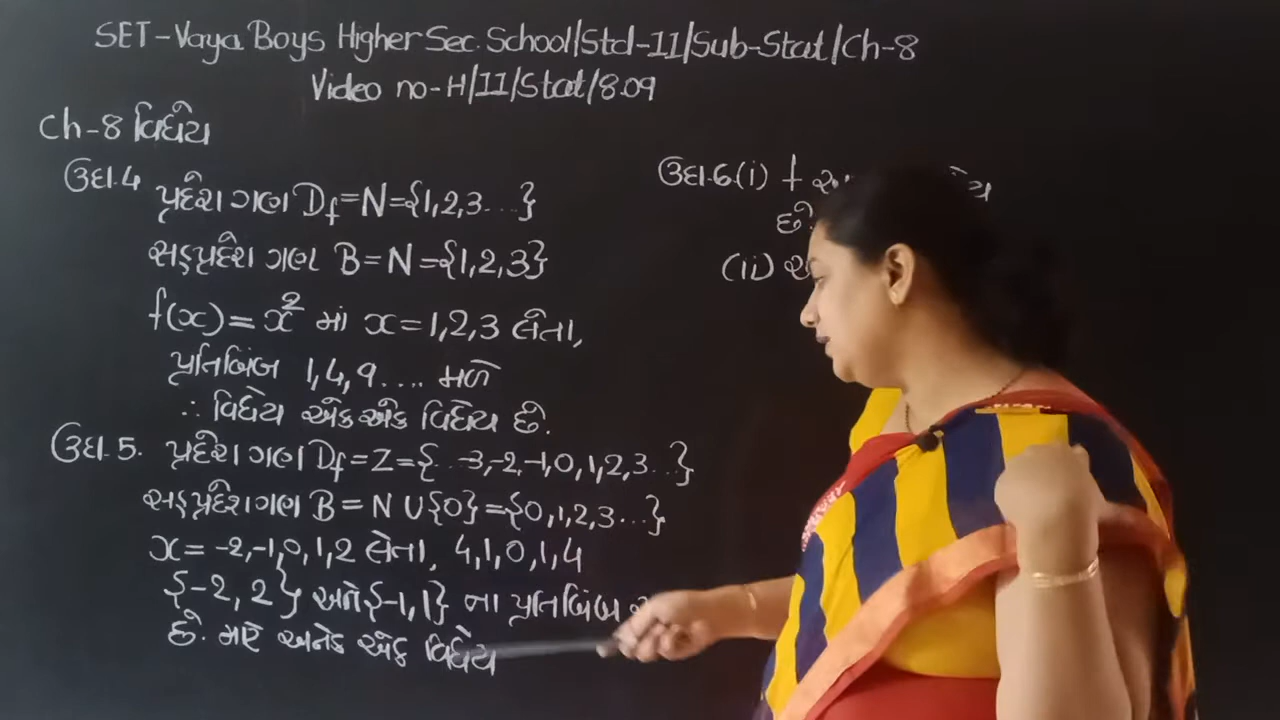 SET-Vaya Boys Higher Sec. School/Std-11/Sub-Stat/Ch-8
Video no-H/11/Stat/8.09
Ch-8 વિધેય
ઉદા.4 પ્રદેશ ગણ Df=N={1,2,3...}
સહપ્રદેશ ગણ B=N={1,2,3}
f(x)=x² માં x=1,2,3 લેતા,
પ્રતિબિંબ 1,4,9.... મળે
∴ વિધેય એક એક વિધેય છે.
ઉદા.5. પ્રદેશ ગણ Df=Z={...-3,-2,-1,0,1,2,3...}
સહપ્રદેશગણ B=N∪{0}={0,1,2,3...}
x=-2,-1,0,1,2 લેતા, 4,1,0,1,4
{-2,2} અને {-1,1} ના પ્રતિબિંબ
છે. માટે અનેક એક વિધેય
ઉદા.6(i) f
છે.
(ii)